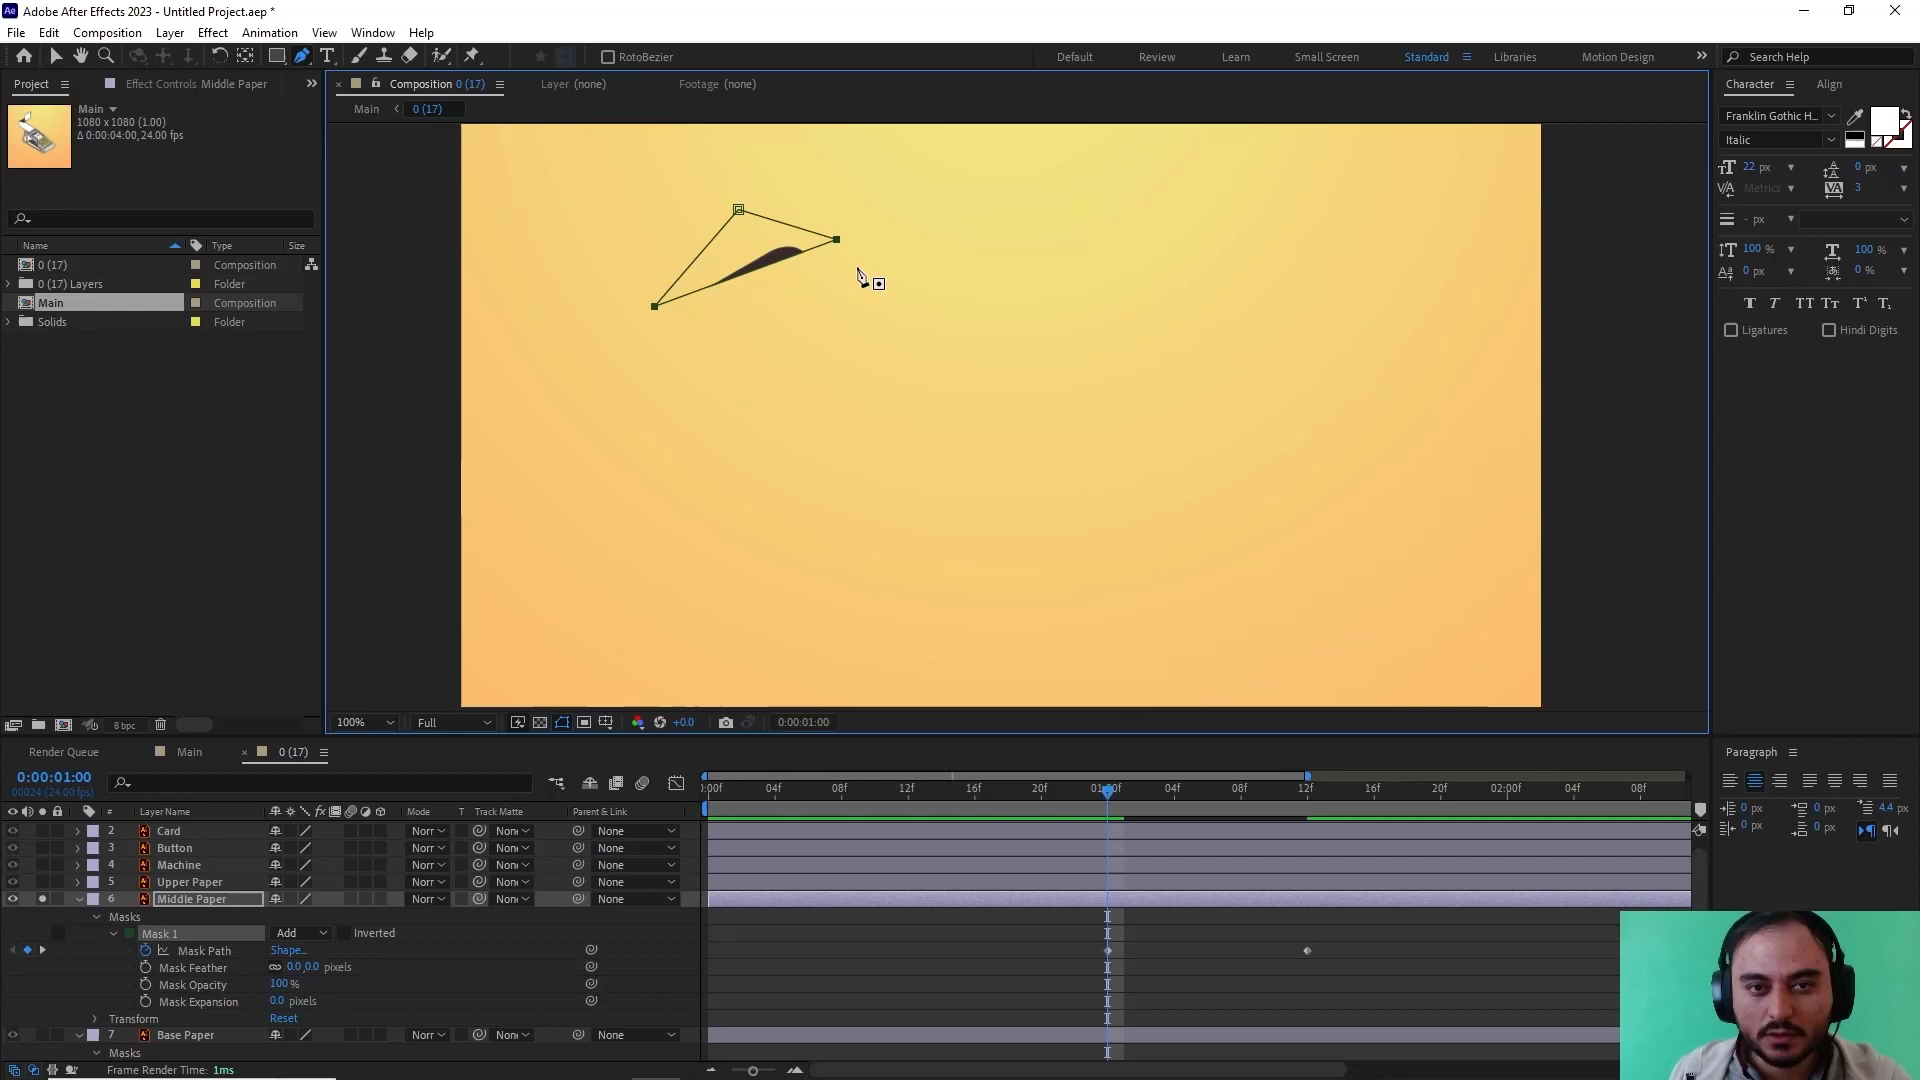 Adobe After Effects 2023 - Untitled Project.aep *
File Edit Composition Layer Effect Animation View Window Help
RotoBezier
Default Review Learn Small Screen Standard Libraries Motion Design
Search Help
Project Effect Controls Middle Paper
Composition 0 (17) Layer (none) Footage (none)
Main 0 (17)
Main
1080 x 1080 (1.00)
Δ 0:00:04:00, 24.00 fps
Name Type Size
0 (17) Composition
0 (17) Layers Folder
Main Composition
Solids Folder
8 bpc
100% Full +0.0 0:00:01:00
Character Align
Franklin Gothic H...
Italic
22 px 0 px
Metrics 3
- px
100 % 100 %
0 px 0 %
Ligatures Hindi Digits
Render Queue Main 0 (17)
0:00:01:00
00024 (24.00 fps)
# Layer Name Mode T Track Matte Parent & Link
2 Card Norr None
3 Button Norr None
4 Machine Norr None
5 Upper Paper Norr None
6 Middle Paper Norr None
Masks
Mask 1 Add Inverted
Mask Path Shape...
Mask Feather 0.0,0.0 pixels
Mask Opacity 100 %
Mask Expansion 0.0 pixels
Transform Reset
7 Base Paper Norr None
Masks
Frame Render Time: 1ms
0:00f 04f 08f 12f 16f 20f 01:00f 04f 08f 12f 16f 20f 02:00f 04f 08f
Paragraph
0 px 0 px 4.4 px
0 px 0 px